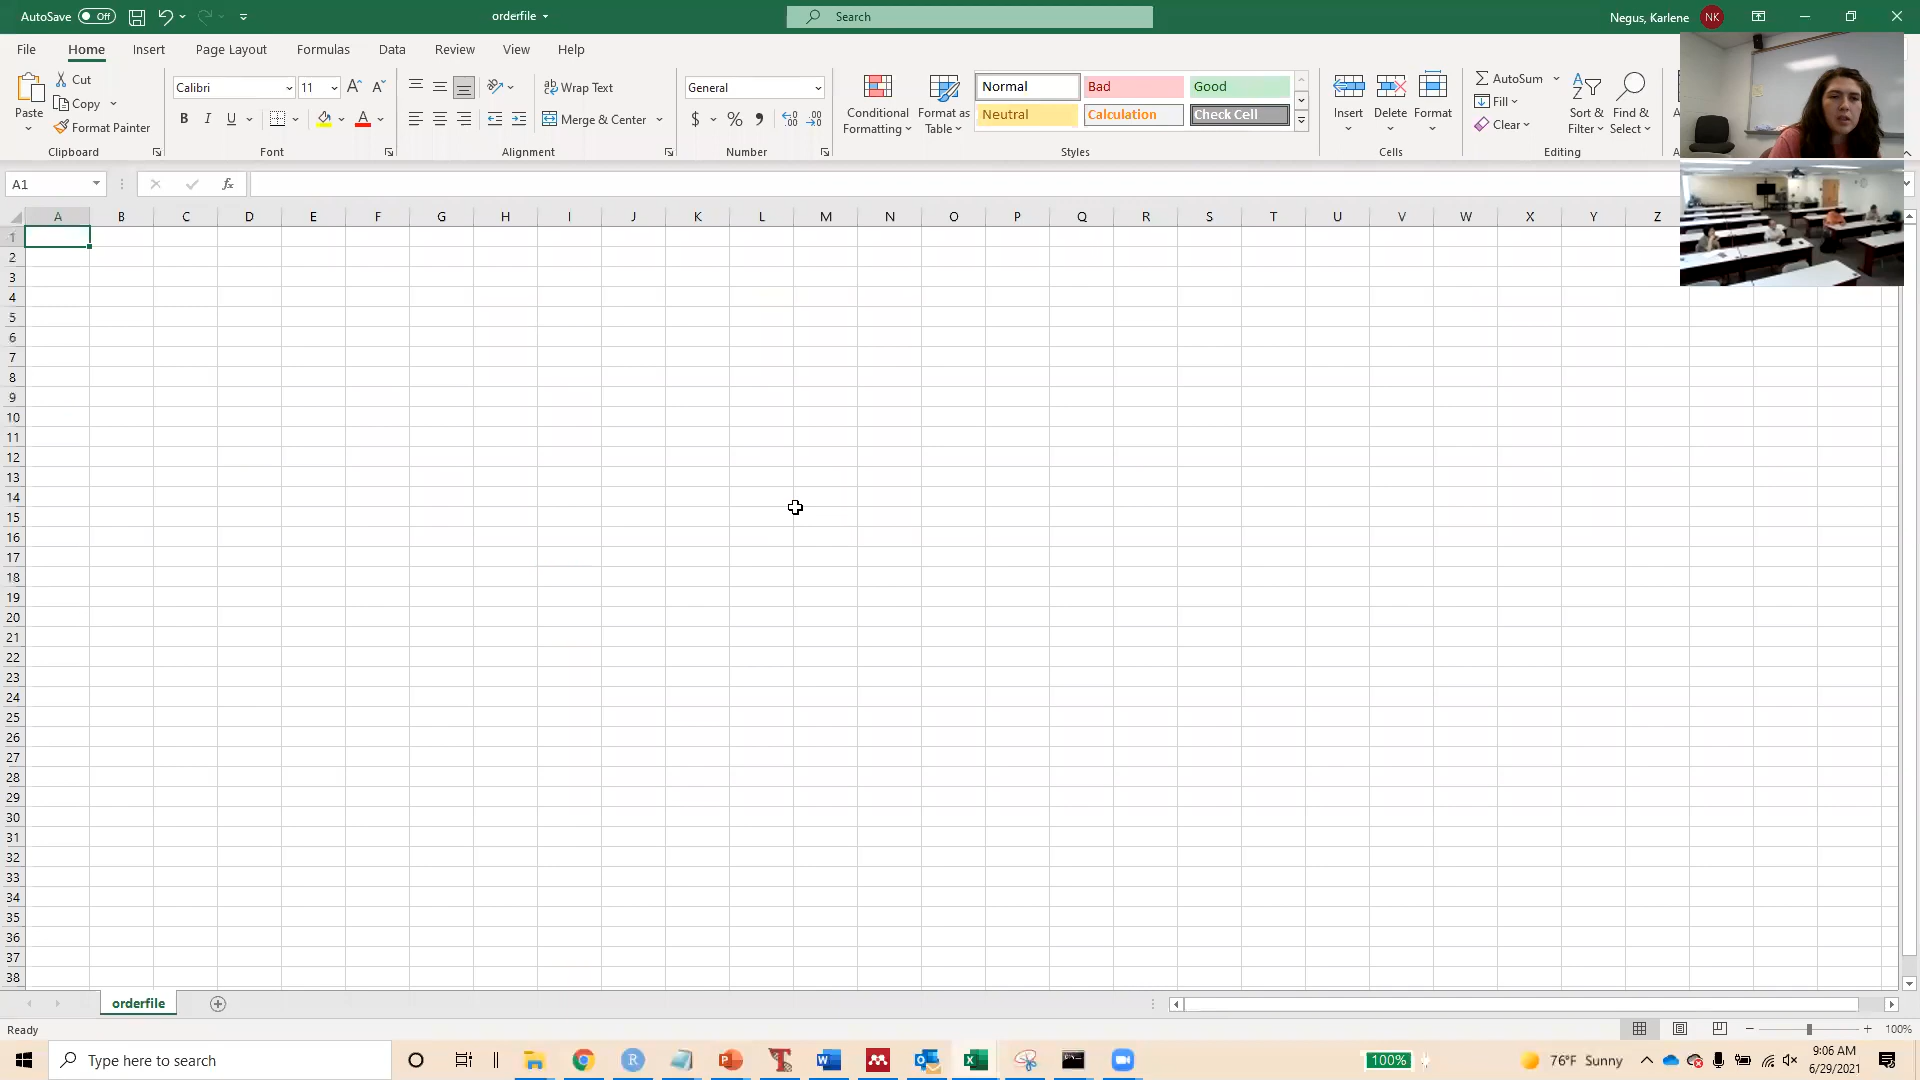 AutoSave Off orderfile Search Negus, Karlene NK
File Home Insert Page Layout Formulas Data Review View Help
Paste Cut Copy Format Painter Clipboard
Calibri 11 A A B I U A Font
Wrap Text Merge & Center Alignment
General $ % Number
Conditional Formatting Format as Table Normal Bad Good Neutral Calculation Check Cell Styles
Insert Delete Format Cells
AutoSum Fill Clear Sort & Filter Find & Select Editing
A1 fx
A B C D E F G H I J K L M N O P Q R S T U V W X Y Z
1
2
3
4
5
6
7
8
9
10
11
12
13
14
15
16
17
18
19
20
21
22
23
24
25
26
27
28
29
30
31
32
33
34
35
36
37
38
orderfile
Ready 100%
Type here to search 100% 76°F Sunny 9:06 AM
6/29/2021